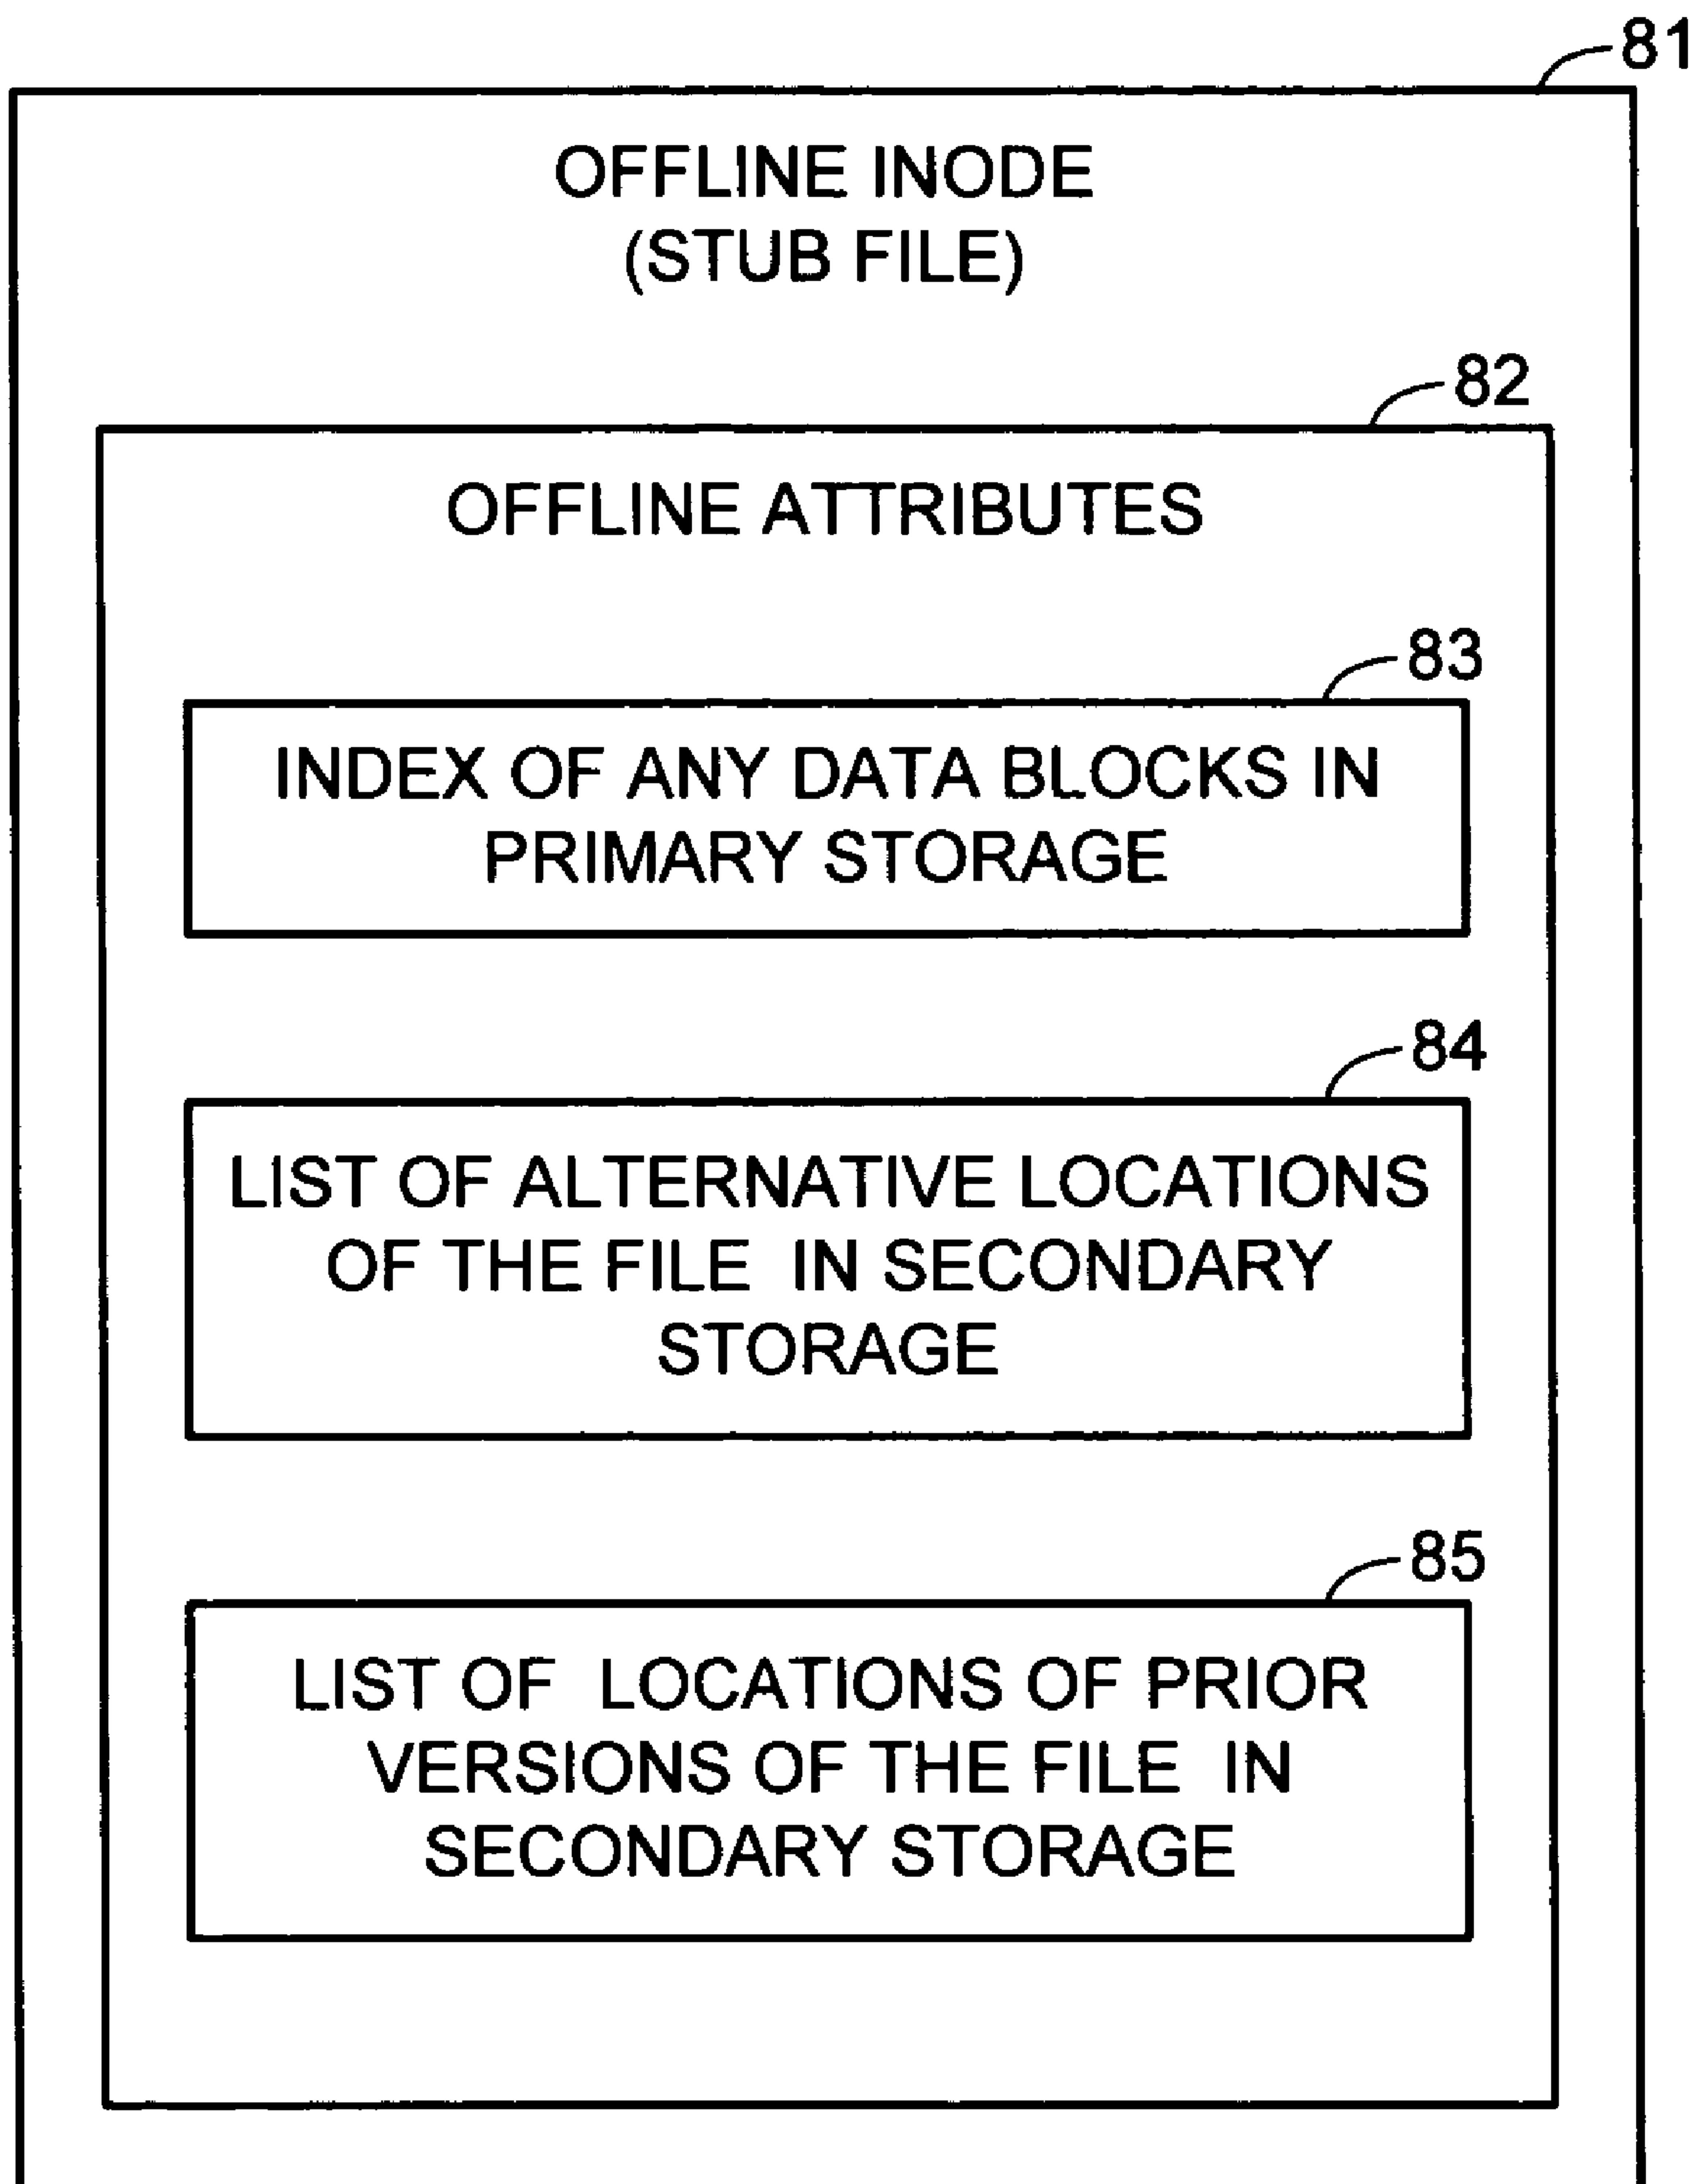 81
OFFLINE INODE
(STUB FILE)
82
OFFLINE ATTRIBUTES
83
INDEX OF ANY DATA BLOCKS IN
PRIMARY STORAGE
84
LIST OF ALTERNATIVE LOCATIONS
OF THE FILE IN SECONDARY
STORAGE
85
LIST OF LOCATIONS OF PRIOR
VERSIONS OF THE FILE IN
SECONDARY STORAGE